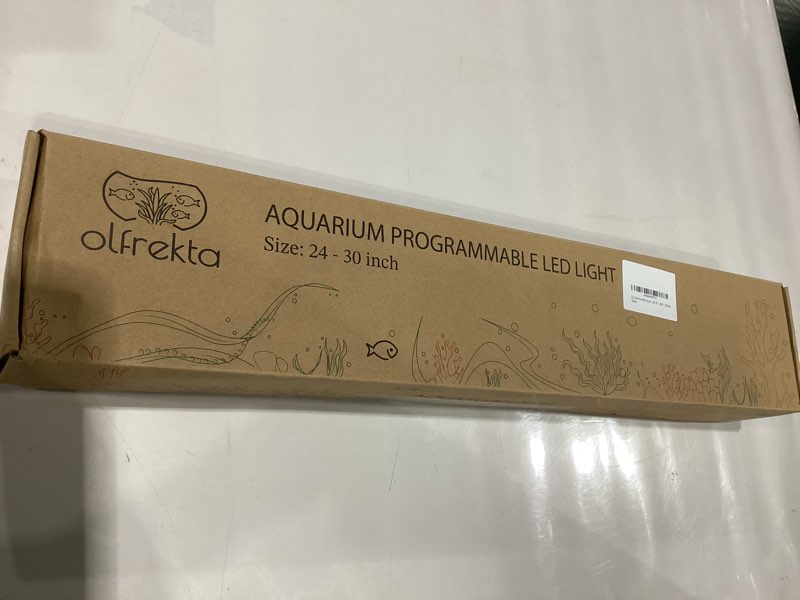 olfrekta
AQUARIUM PROGRAMMABLE LED LIGHT
Size: 24 - 30 inch